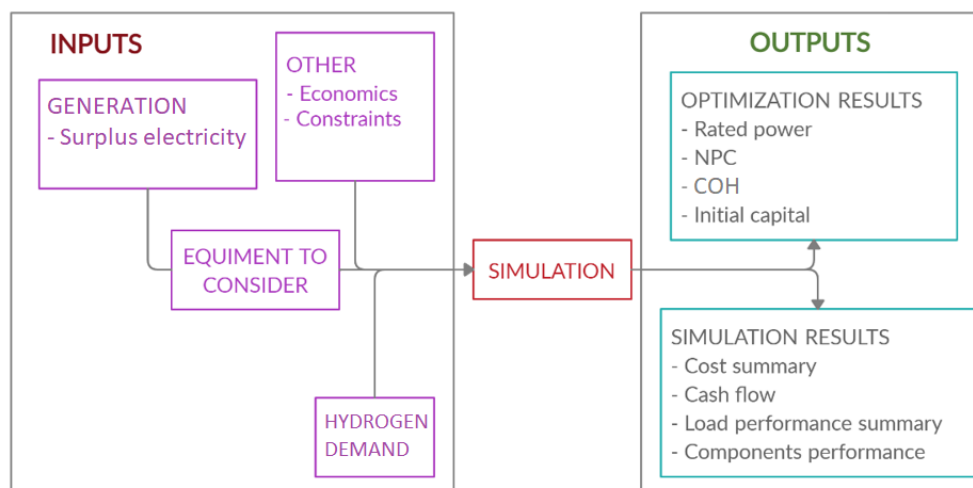 INPUTS
GENERATION
- Surplus electricity
OTHER
- Economics
- Constraints
EQUIMENT TO
CONSIDER
HYDROGEN
DEMAND
SIMULATION
OUTPUTS
OPTIMIZATION RESULTS
- Rated power
- NPC
- COH
- Initial capital
SIMULATION RESULTS
- Cost summary
- Cash flow
- Load performance summary
- Components performance